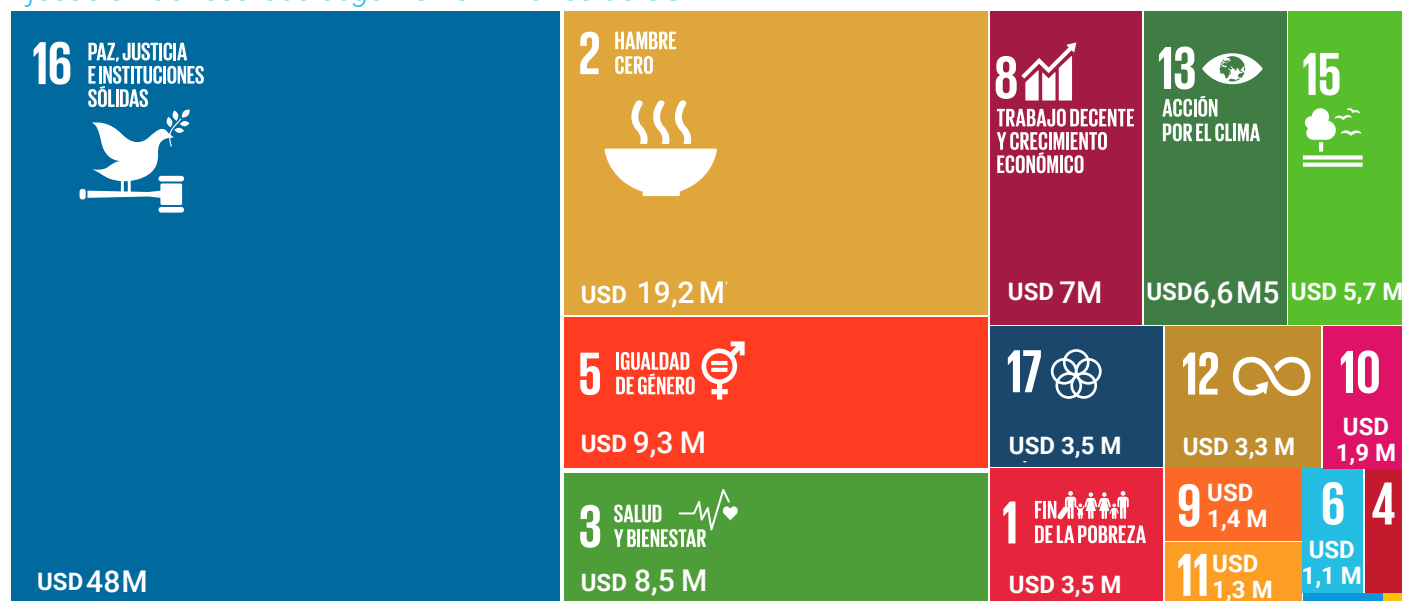 16 PAZ, JUSTICIA
E INSTITUCIONES
SÓLIDAS
USD 48M
2 HAMBRE
CERO
USD 19,2 M
5 IGUALDAD
DE GÉNERO
USD 9,3 M
3 SALUD
Y BIENESTAR
USD 8,5 M
8
TRABAJO DECENTE
Y CRECIMIENTO
ECONÓMICO
USD 7M
13
ACCIÓN
POR EL CLIMA
USD6,6 M5
15
USD 5,7 M
17
USD 3,5 M
12
USD 3,3 M
10
USD
1,9 M
1 FIN
DE LA POBREZA
USD 3,5 M
9 USD
1,4 M
11 USD
1,3 M
6
USD
1,1 M
4